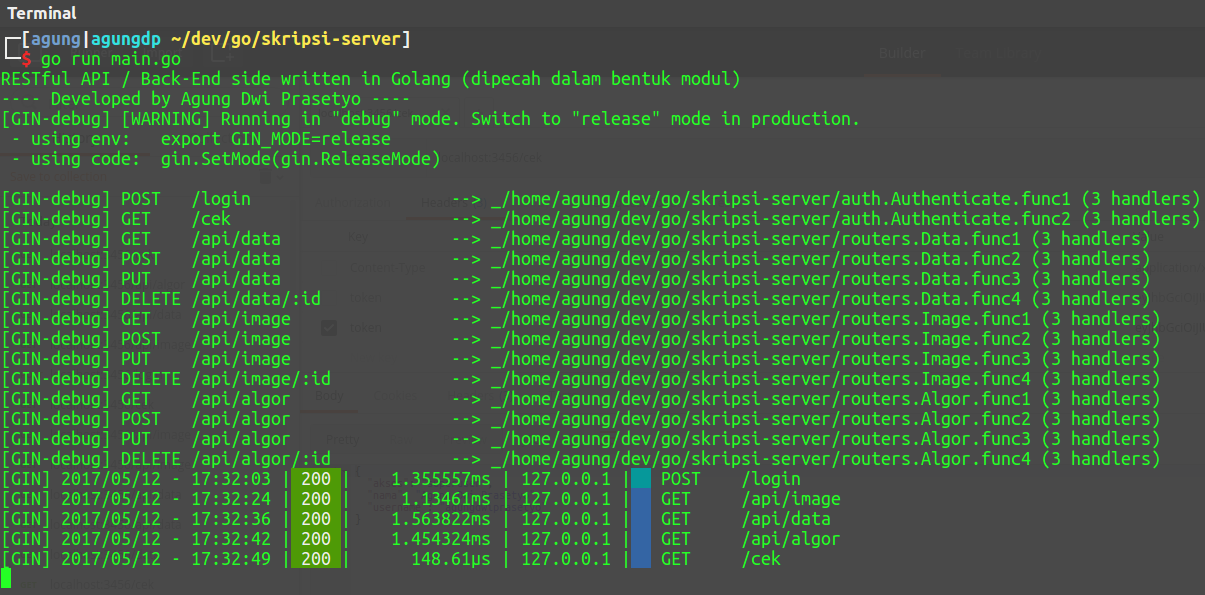 Terminal
[agung|agungdp ~/dev/go/skripsi-server]
$ go run main.go
RESTful API / Back-End side written in Golang (dipecah dalam bentuk modul)
---- Developed by Agung Dwi Prasetyo ----
[GIN-debug] [WARNING] Running in "debug" mode. Switch to "release" mode in production.
 - using env:   export GIN_MODE=release
 - using code:  gin.SetMode(gin.ReleaseMode)
[GIN-debug] POST   /login                    --> _/home/agung/dev/go/skripsi-server/auth.Authenticate.func1 (3 handlers)
[GIN-debug] GET    /cek                      --> _/home/agung/dev/go/skripsi-server/auth.Authenticate.func2 (3 handlers)
[GIN-debug] GET    /api/data                 --> _/home/agung/dev/go/skripsi-server/routers.Data.func1 (3 handlers)
[GIN-debug] POST   /api/data                 --> _/home/agung/dev/go/skripsi-server/routers.Data.func2 (3 handlers)
[GIN-debug] PUT    /api/data                 --> _/home/agung/dev/go/skripsi-server/routers.Data.func3 (3 handlers)
[GIN-debug] DELETE /api/data/:id             --> _/home/agung/dev/go/skripsi-server/routers.Data.func4 (3 handlers)
[GIN-debug] GET    /api/image                --> _/home/agung/dev/go/skripsi-server/routers.Image.func1 (3 handlers)
[GIN-debug] POST   /api/image                --> _/home/agung/dev/go/skripsi-server/routers.Image.func2 (3 handlers)
[GIN-debug] PUT    /api/image                --> _/home/agung/dev/go/skripsi-server/routers.Image.func3 (3 handlers)
[GIN-debug] DELETE /api/image/:id            --> _/home/agung/dev/go/skripsi-server/routers.Image.func4 (3 handlers)
[GIN-debug] GET    /api/algor                --> _/home/agung/dev/go/skripsi-server/routers.Algor.func1 (3 handlers)
[GIN-debug] POST   /api/algor                --> _/home/agung/dev/go/skripsi-server/routers.Algor.func2 (3 handlers)
[GIN-debug] PUT    /api/algor                --> _/home/agung/dev/go/skripsi-server/routers.Algor.func3 (3 handlers)
[GIN-debug] DELETE /api/algor/:id            --> _/home/agung/dev/go/skripsi-server/routers.Algor.func4 (3 handlers)
[GIN] 2017/05/12 - 17:32:03 | 200 |    1.355557ms | 127.0.0.1 |   POST    /login
[GIN] 2017/05/12 - 17:32:24 | 200 |     1.13461ms | 127.0.0.1 |   GET     /api/image
[GIN] 2017/05/12 - 17:32:36 | 200 |    1.563822ms | 127.0.0.1 |   GET     /api/data
[GIN] 2017/05/12 - 17:32:42 | 200 |    1.454324ms | 127.0.0.1 |   GET     /api/algor
[GIN] 2017/05/12 - 17:32:49 | 200 |      148.61µs | 127.0.0.1 |   GET     /cek